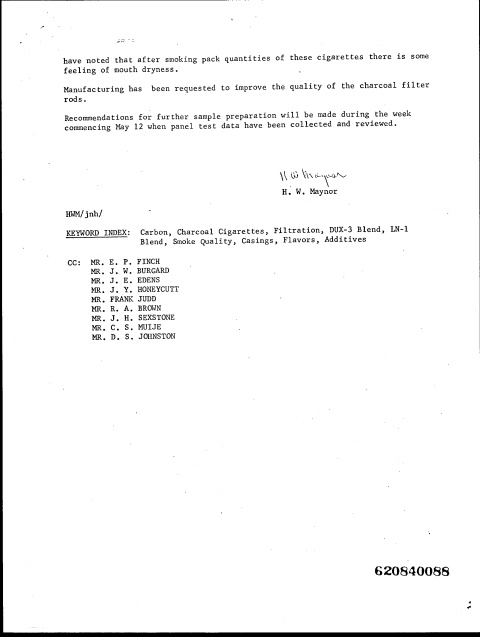 have noted that after smoking pack quantities of these cigarettes there is some
feeling of mouth dryness.
Manufacturing has been requested to improve the quality of the charcoal filter
rods.
Recommendations for further sample preparation will be made during the week
commencing May 12 when panel test data have been collected and reviewed.
H W Maynor
H. W. Maynor
HWM/jnh/
KEYWORD INDEX: Carbon, Charcoal Cigarettes, Filtration, DUX-3 Blend, LN-1
Blend, Smoke Quality, Casings, Flavors, Additives
CC: MR. E. P. FINCH
MR. J. W. BURGARD
MR. J. E. EDENS
MR. J. Y. HONEYCUTT
MR. FRANK JUDD
MR. R. A. BROWN
MR. J. H. SEXSTONE
MR. C. S. MUIJE
MR. D. S. JOHNSTON
620840088